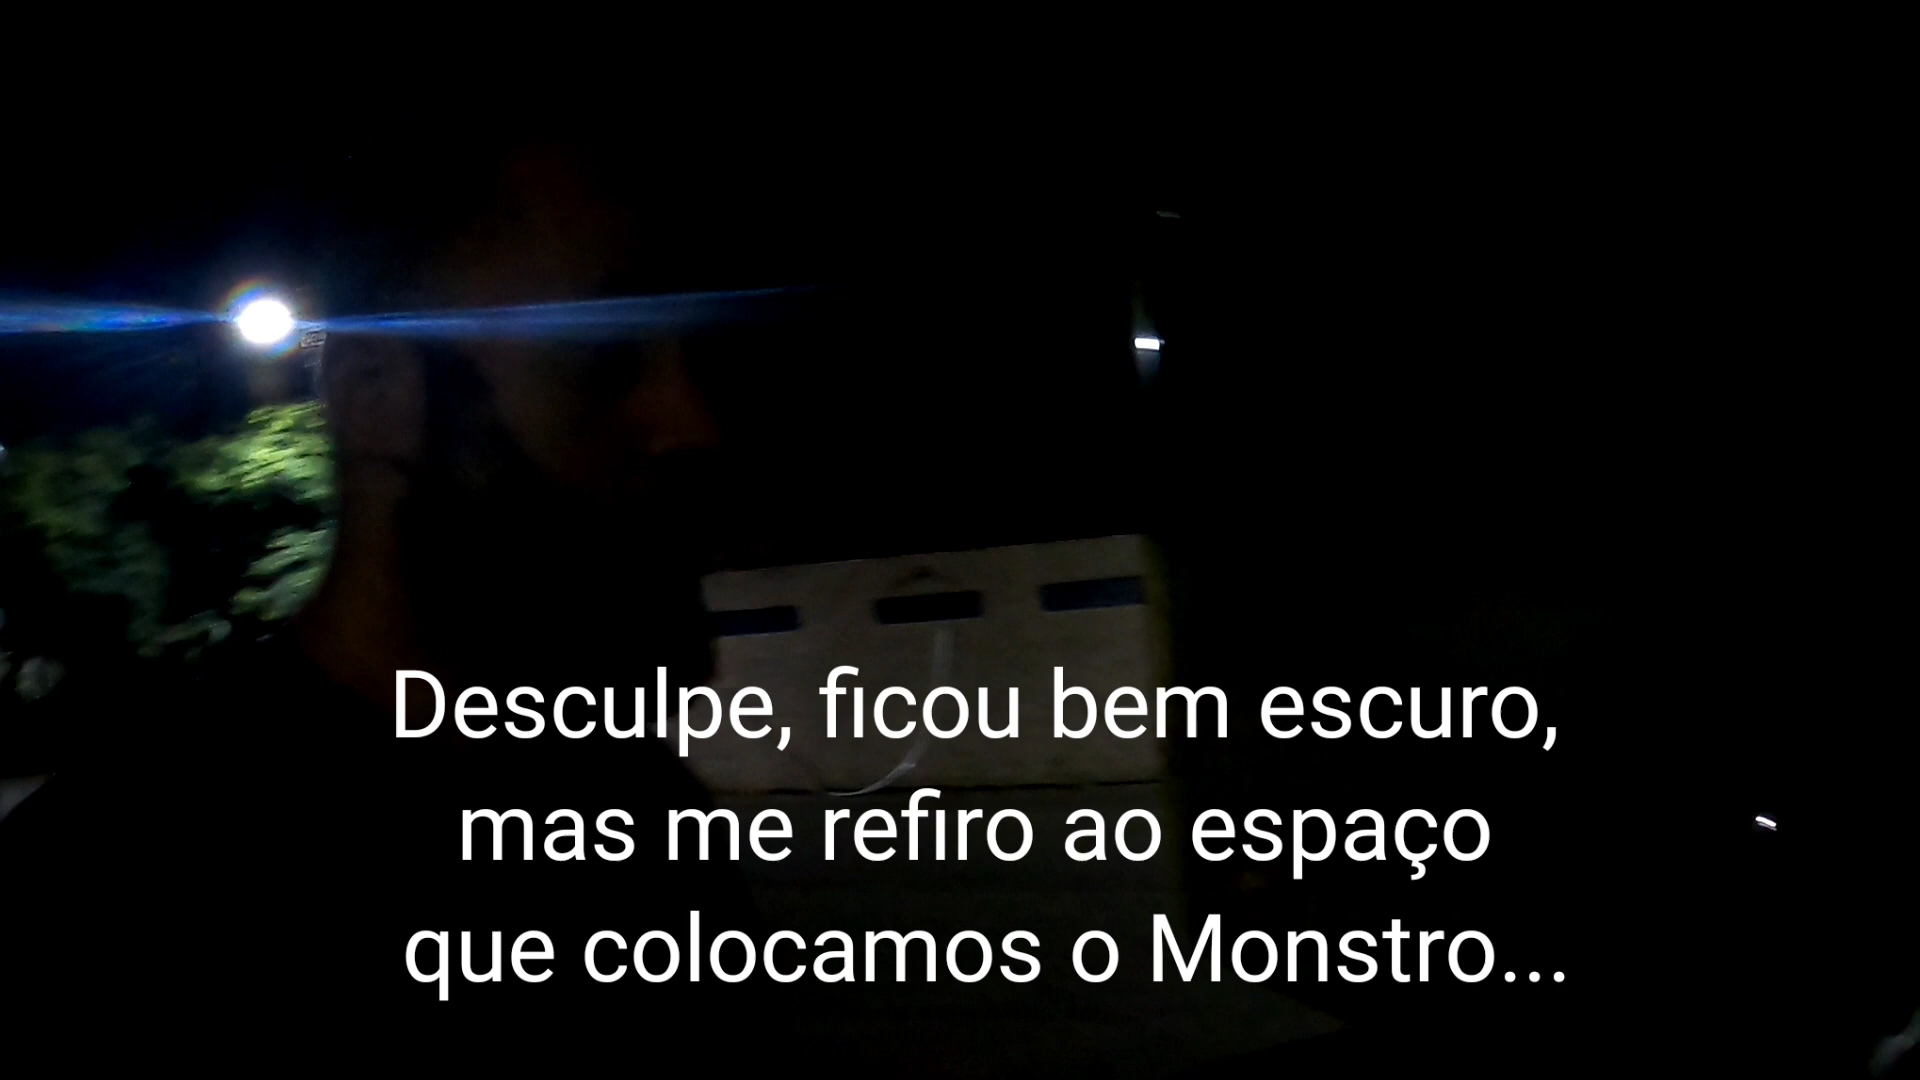 Desculpe, ficou bem escuro,
mas me refiro ao espaço
que colocamos o Monstro...